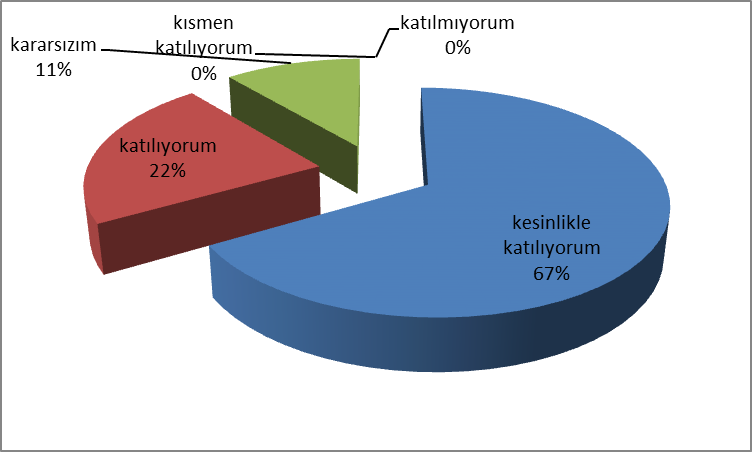 kısmen
katılıyorum
0%
katılmıyorum
0%
kararsızım
11%
katılıyorum
22%
kesinlikle
katılıyorum
67%